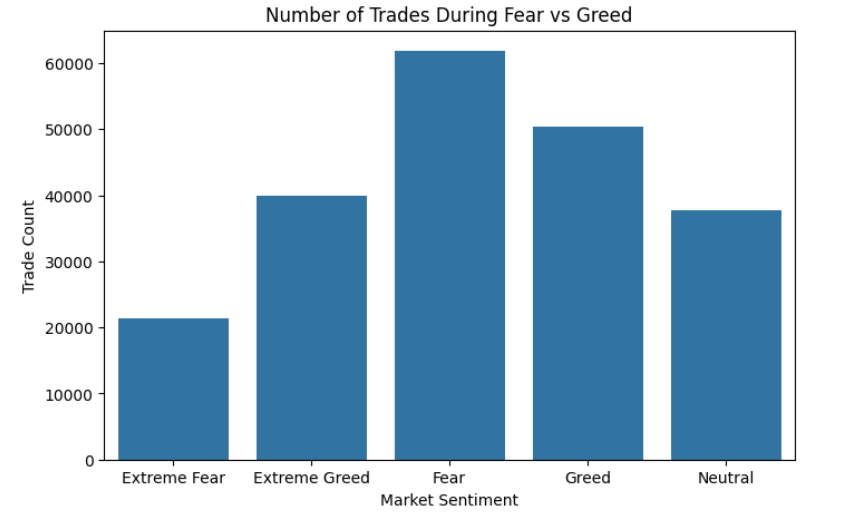 Number of Trades During Fear vs Greed
Trade Count
60000
50000
40000
30000
20000
10000
0
Extreme Fear Extreme Greed Fear Greed Neutral
Market Sentiment